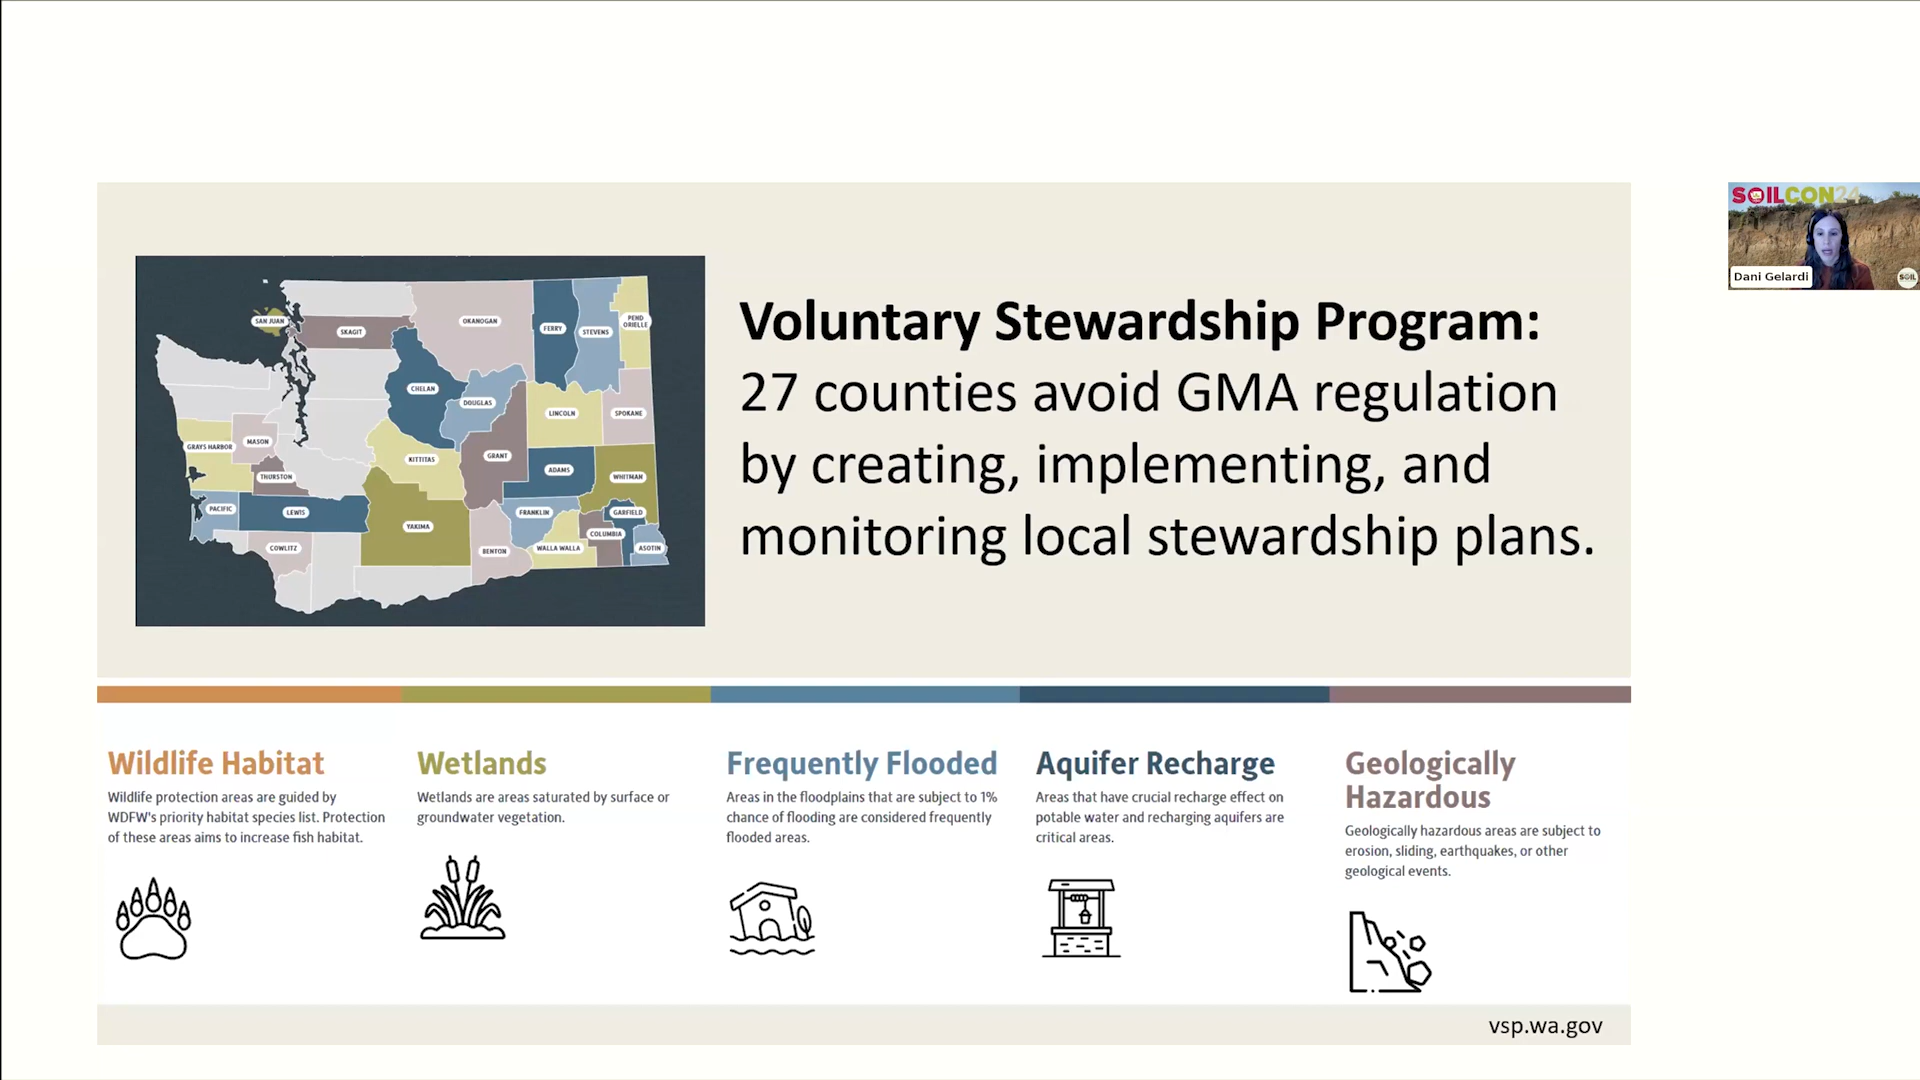 SOILCON24
Dani Gelardi
SOIL
SAN JUAN
SKAGIT
OKANOGAN
FERRY
STEVENS
PEND
ORIELLE
CHELAN
DOUGLAS
LINCOLN
SPOKANE
GRAYS HARBOR
MASON
KITTITAS
GRANT
ADAMS
THURSTON
WHITMAN
PACIFIC
LEWIS
YAKIMA
FRANKLIN
GARFIELD
COLUMBIA
COWLITZ
BENTON
WALLA WALLA
ASOTIN
Voluntary Stewardship Program:
27 counties avoid GMA regulation
by creating, implementing, and
monitoring local stewardship plans.
Wildlife Habitat
Wildlife protection areas are guided by
WDFW's priority habitat species list. Protection
of these areas aims to increase fish habitat.
Wetlands
Wetlands are areas saturated by surface or
groundwater vegetation.
Frequently Flooded
Areas in the floodplains that are subject to 1%
chance of flooding are considered frequently
flooded areas.
Aquifer Recharge
Areas that have crucial recharge effect on
potable water and recharging aquifers are
critical areas.
Geologically
Hazardous
Geologically hazardous areas are subject to
erosion, sliding, earthquakes, or other
geological events.
vsp.wa.gov